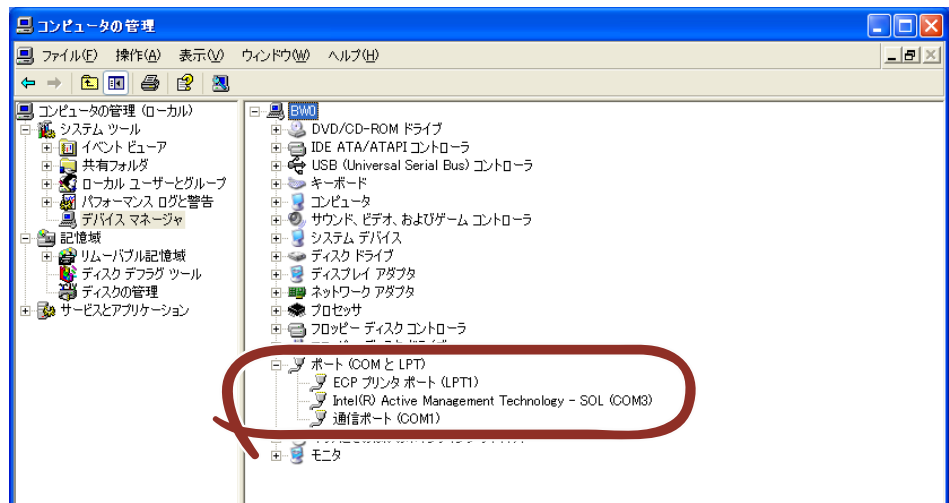 コンピュータの管理
ファイル(F) 操作(A) 表示(V) ウィンドウ(W) ヘルプ(H)
コンピュータの管理 (ローカル)
システム ツール
イベント ビューア
共有フォルダ
ローカル ユーザーとグループ
パフォーマンス ログと警告
デバイス マネージャ
記憶域
リムーバブル記憶域
ディスク デフラグ ツール
ディスクの管理
サービスとアプリケーション
BW0
DVD/CD-ROM ドライブ
IDE ATA/ATAPI コントローラ
USB (Universal Serial Bus) コントローラ
キーボード
コンピュータ
サウンド、ビデオ、およびゲーム コントローラ
システム デバイス
ディスク ドライブ
ディスプレイ アダプタ
ネットワーク アダプタ
プロセッサ
フロッピー ディスク コントローラ
ポート (COM と LPT)
ECP プリンタ ポート (LPT1)
Intel(R) Active Management Technology - SOL (COM3)
通信ポート (COM1)
モニタ